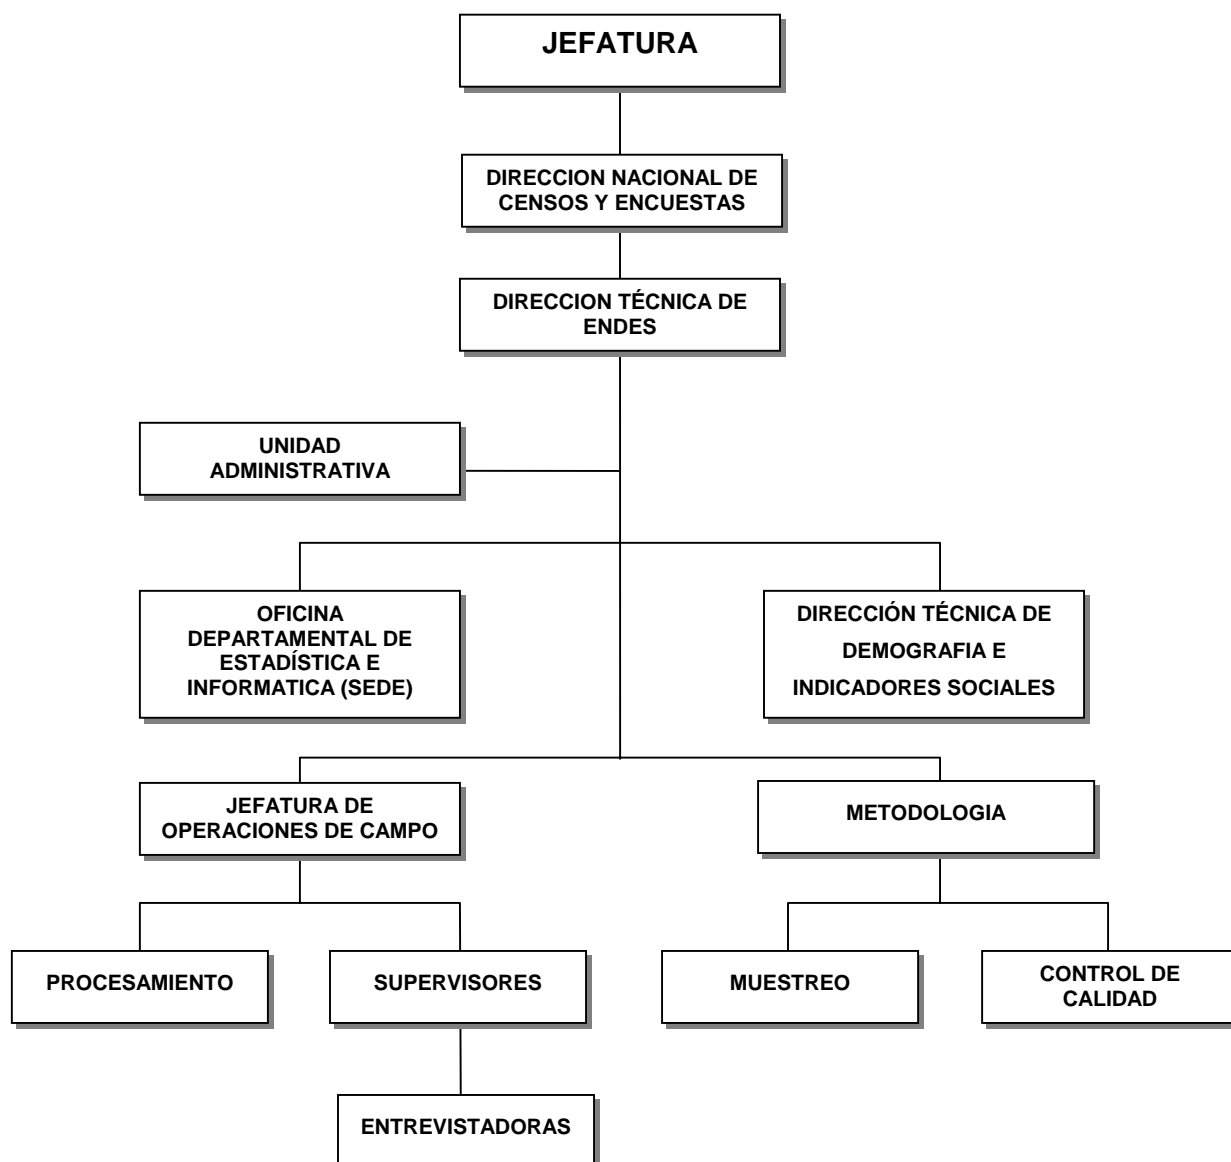 JEFATURA
DIRECCION NACIONAL DE
CENSOS Y ENCUESTAS
DIRECCION TÉCNICA DE
ENDES
UNIDAD
ADMINISTRATIVA
OFICINA
DEPARTAMENTAL DE
ESTADÍSTICA E
INFORMATICA (SEDE)
DIRECCIÓN TÉCNICA DE
DEMOGRAFIA E
INDICADORES SOCIALES
JEFATURA DE
OPERACIONES DE CAMPO
METODOLOGIA
PROCESAMIENTO
SUPERVISORES
MUESTREO
CONTROL DE
CALIDAD
ENTREVISTADORAS